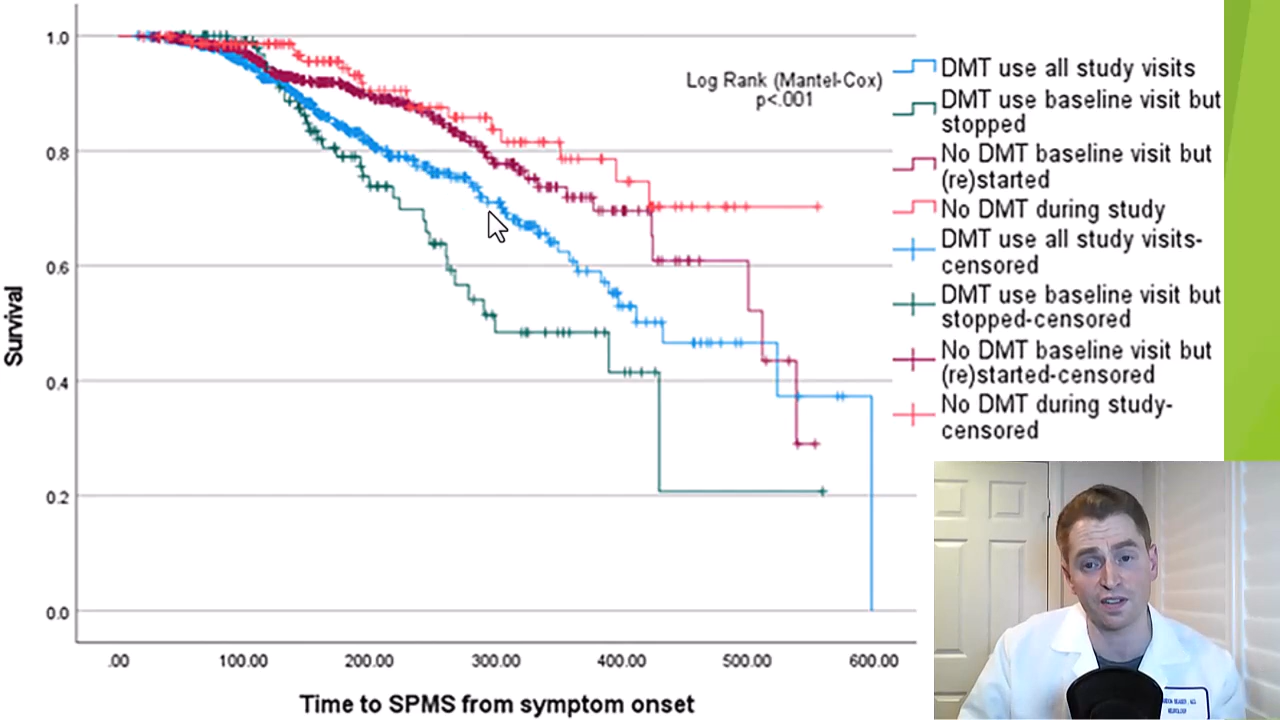 1.0
0.8
0.6
0.4
0.2
0.0
Survival
.00 100.00 200.00 300.00 400.00 500.00 600.00
Time to SPMS from symptom onset
Log Rank (Mantel-Cox)
p<.001
DMT use all study visits
DMT use baseline visit but
stopped
No DMT baseline visit but
(re)started
No DMT during study
DMT use all study visits-
censored
DMT use baseline visit but
stopped-censored
No DMT baseline visit but
(re)started-censored
No DMT during study-
censored
NEUROLOGY